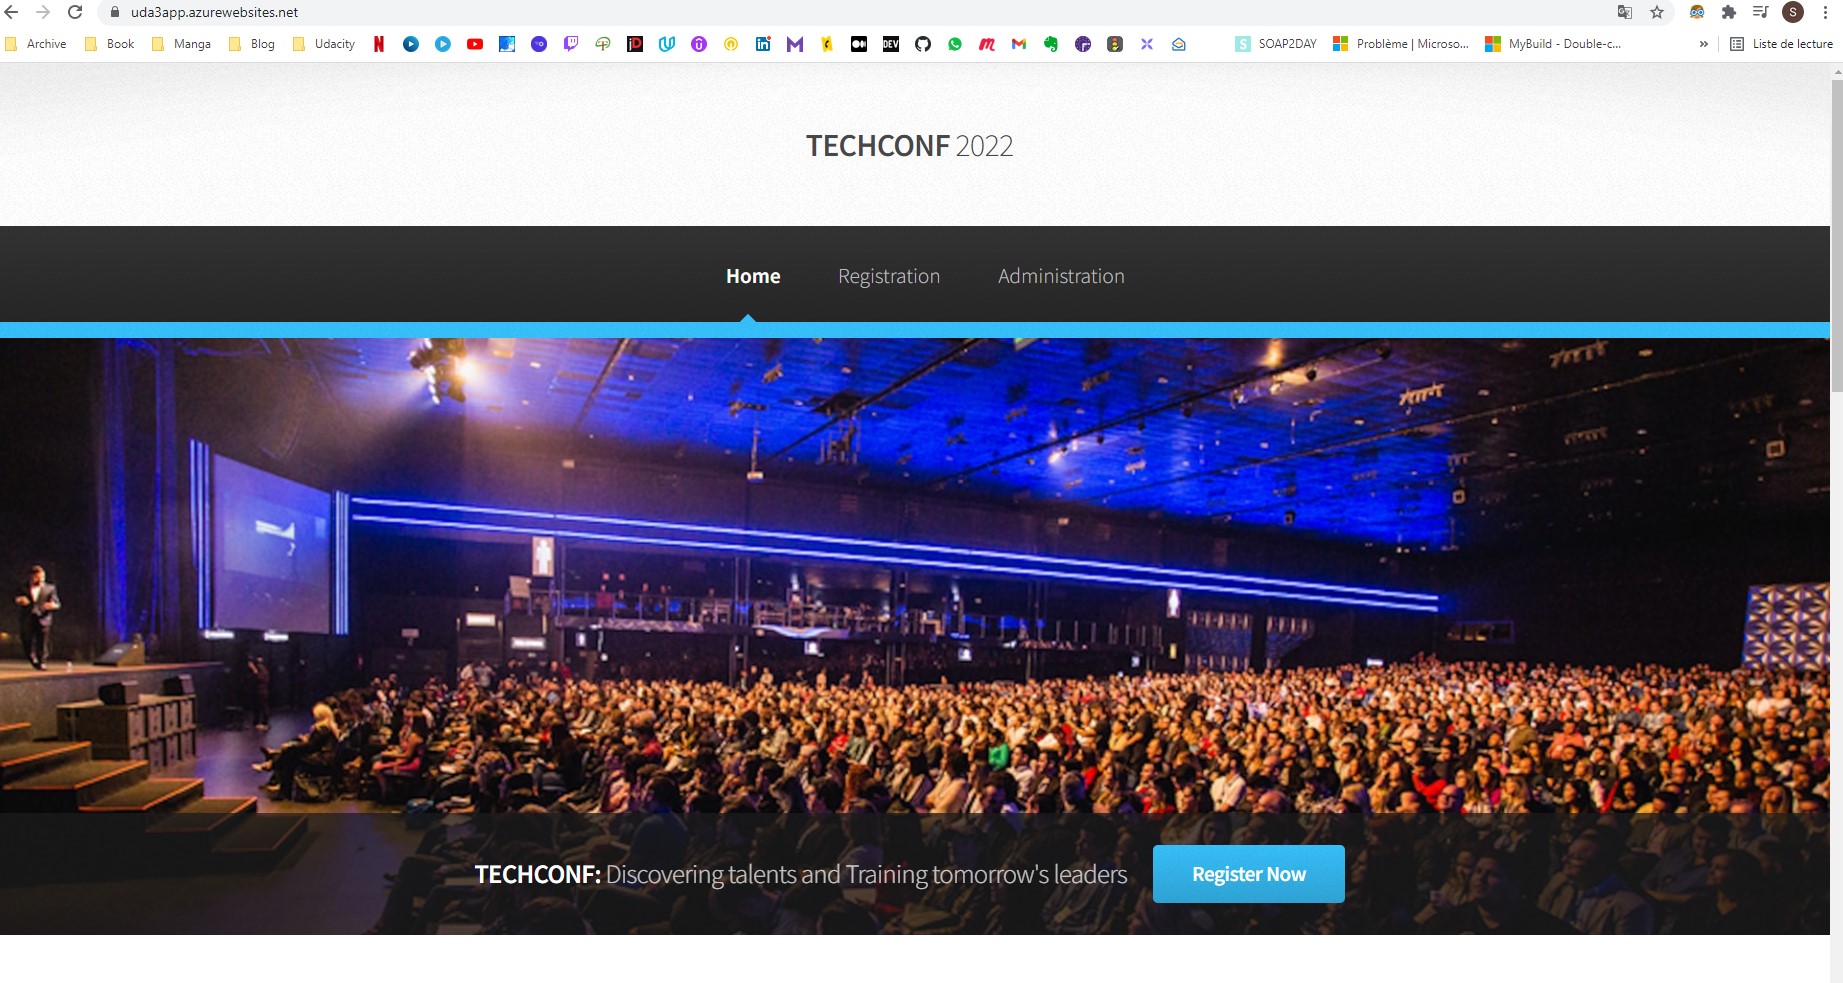 uda3app.azurewebsites.net
S
Archive Book Manga Blog Udacity SOAP2DAY Problème | Microso... MyBuild - Double-c... » Liste de lecture
TECHCONF 2022
Home Registration Administration
TECHCONF: Discovering talents and Training tomorrow's leaders Register Now